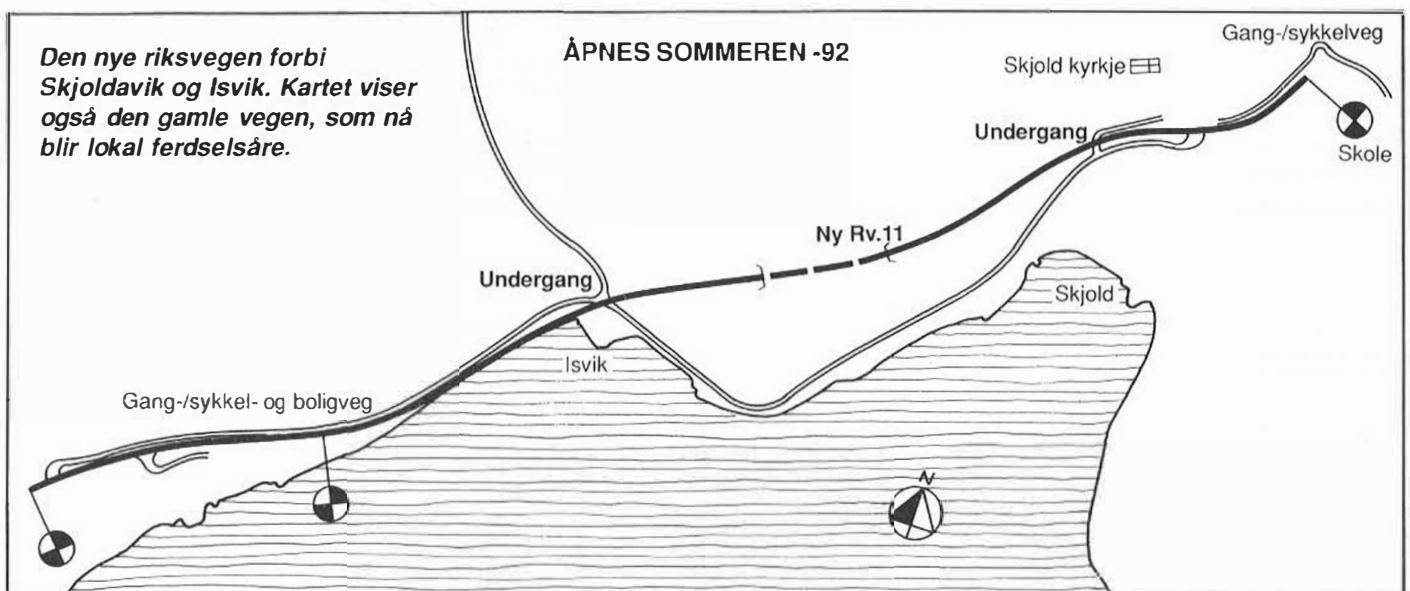 Den nye riksvegen forbi
Skjoldavik og Isvik. Kartet viser
også den gamle vegen, som nå
blir lokal ferdselsåre.
ÅPNES SOMMEREN -92
Gang-/sykkelveg
Skjold kyrkje
Undergang
Skole
Ny Rv.11
Undergang
Skjold
Isvik
Gang-/sykkel- og boligveg
N